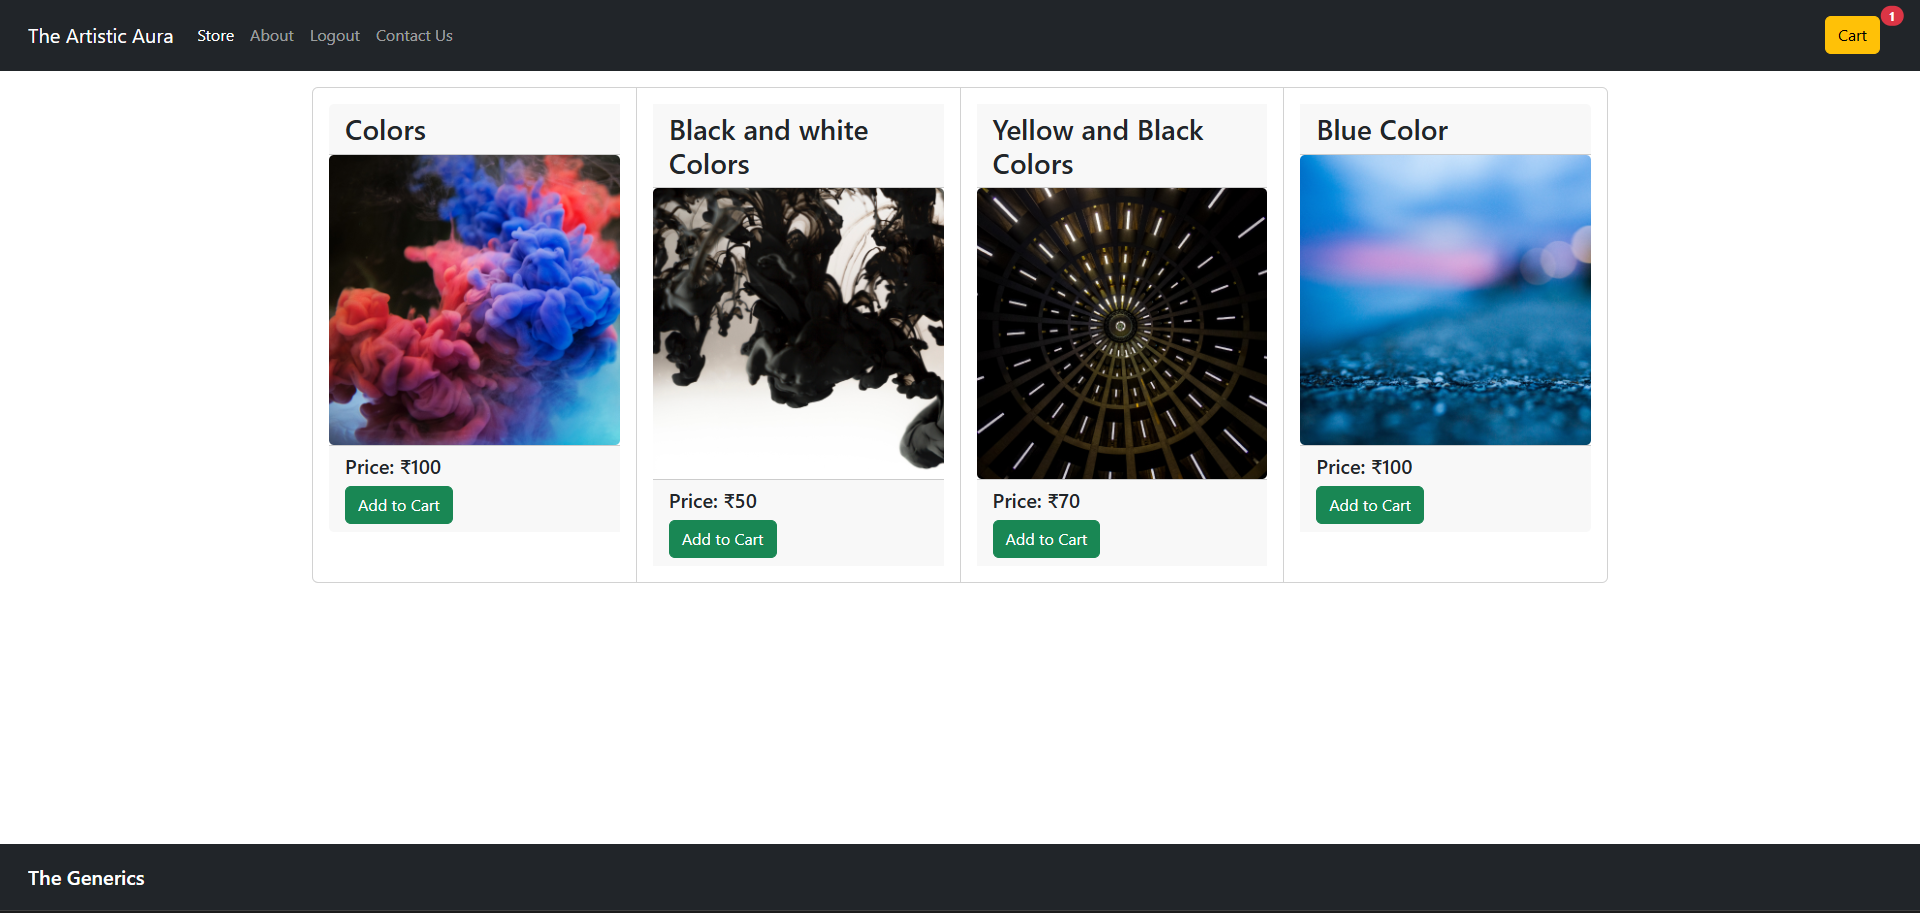 The Artistic Aura
Store
About
Logout
Contact Us
Cart
1
Colors
Price: ₹100
Add to Cart
Black and white
Colors
Price: ₹50
Add to Cart
Yellow and Black
Colors
Price: ₹70
Add to Cart
Blue Color
Price: ₹100
Add to Cart
The Generics